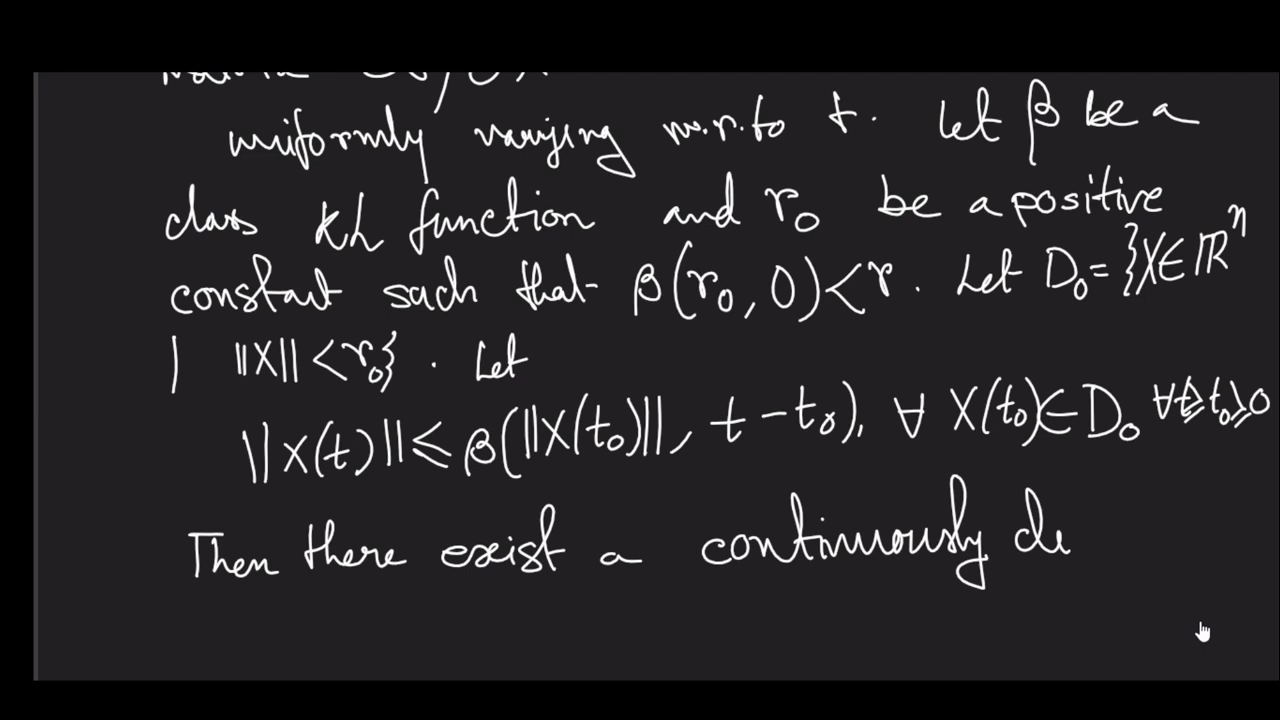 uniformly varying w.r.to t. Let β be a
class KL function and r₀ be a positive
constant such that β(r₀, 0) < r. Let D₀ = {X ∈ ℝⁿ
| ||X|| < r₀}. Let
||X(t)|| ≤ β(||X(t₀)||, t - t₀), ∀ X(t₀) ∈ D₀ ∀ t ≥ t₀ ≥ 0
Then there exist a continuously de